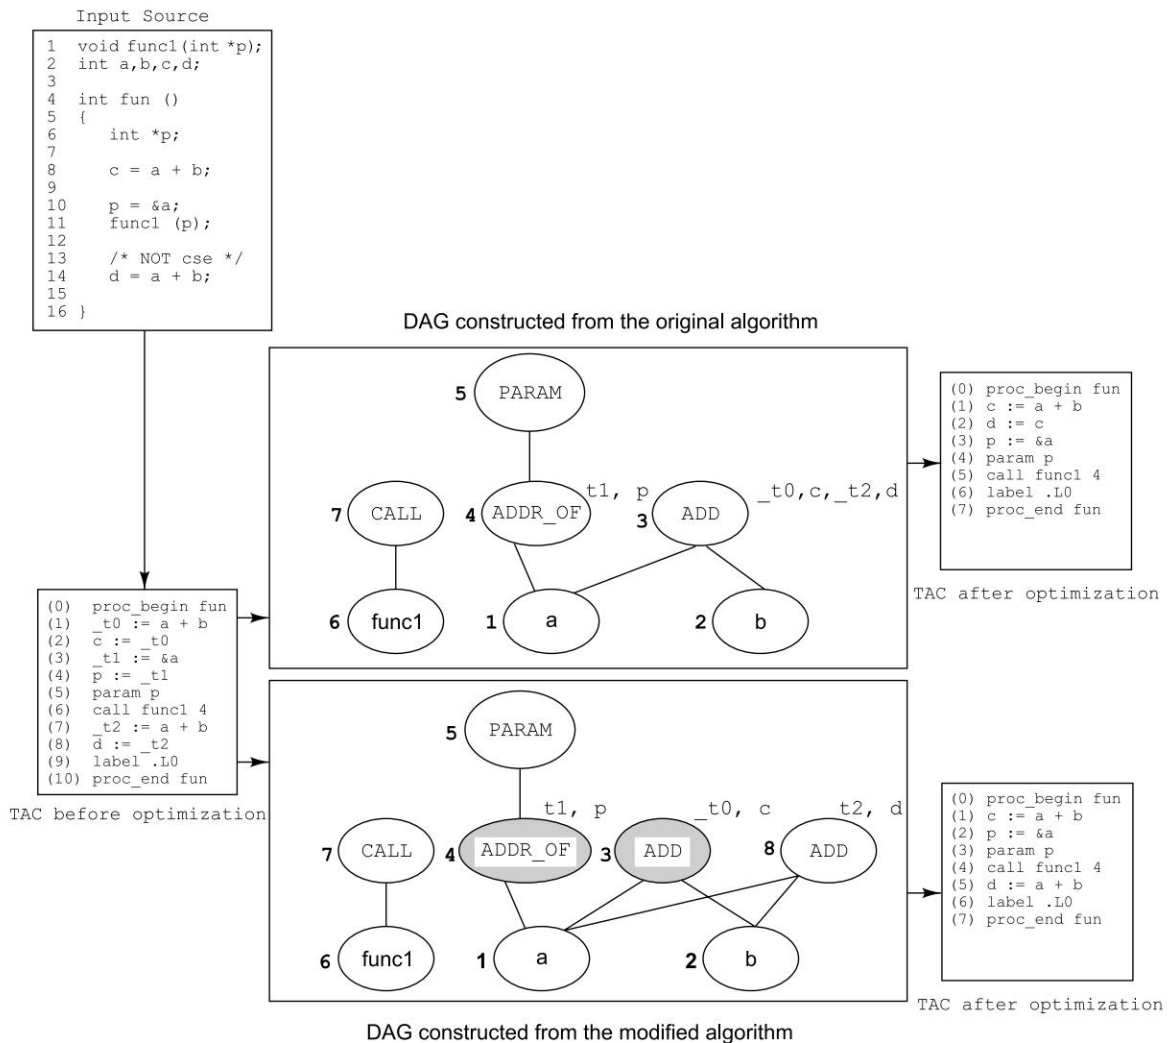 Input Source
1 void func1(int *p);
2 int a,b,c,d;
3
4 int fun ()
5 {
6 int *p;
7
8 c = a + b;
9
10 p = &a;
11 func1 (p);
12
13 /* NOT cse */
14 d = a + b;
15
16 }
DAG constructed from the original algorithm
5 PARAM
t1, p
_t0,c,_t2,d
7 CALL
4 ADDR_OF
3 ADD
6 func1
1 a
2 b
(0) proc_begin fun
(1) c := a + b
(2) d := c
(3) p := &a
(4) param p
(5) call func1 4
(6) label .L0
(7) proc_end fun
TAC after optimization
(0) proc_begin fun
(1) _t0 := a + b
(2) c := _t0
(3) _t1 := &a
(4) p := _t1
(5) param p
(6) call func1 4
(7) _t2 := a + b
(8) d := _t2
(9) label .L0
(10) proc_end fun
TAC before optimization
5 PARAM
t1, p
_t0, c
t2, d
7 CALL
4 ADDR_OF
3 ADD
8 ADD
6 func1
1 a
2 b
(0) proc_begin fun
(1) c := a + b
(2) p := &a
(3) param p
(4) call func1 4
(5) d := a + b
(6) label .L0
(7) proc_end fun
TAC after optimization
DAG constructed from the modified algorithm